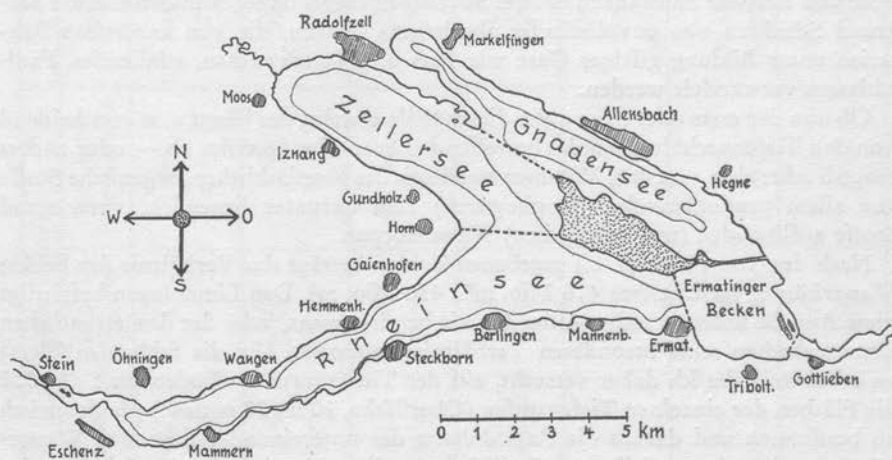 Radolfzell
Markelfingen
Moos
Zellersee
Gnadensee
Allensbach
Iznang
Hegne
N
W
O
S
Gundholz.
Horn
Gaienhofen
Rheinsee
Ermatinger
Becken
Hemmenh.
Stein
Öhningen
Wangen
Steckborn
Berlingen
Mannenb.
Ermat.
Tribolt.
Gottlieben
Eschenz
Mammern
0 1 2 3 4 5 km